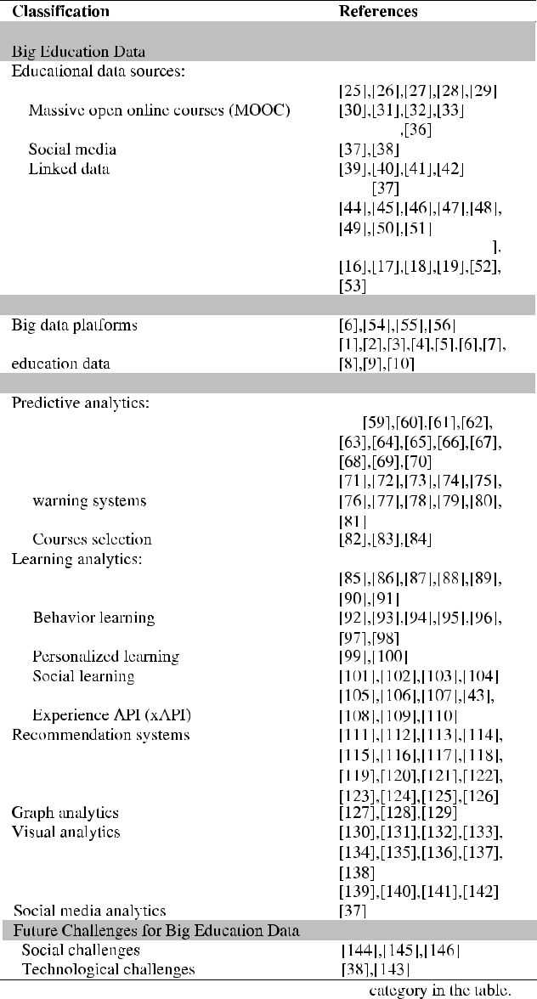 Classification References
Big Education Data
Educational data sources:
[25],[26],[27],[28],[29]
Massive open online courses (MOOC) [30],[31],[32],[33]
,[36]
Social media [37],[38]
Linked data [39],[40],[41],[42]
[37]
[44],[45],[46],[47],[48],
[49],[50],[51]
],
[16],[17],[18],[19],[52],
[53]
Big data platforms [6],[54],[55],[56]
[1],[2],[3],[4],[5].[6],[7],
education data [8],[9],[10]
Predictive analytics:
[59],[60],[61],[62],
[63],[64],[65],[66],[67],
[68],[69],[70]
[71],[72],[73],[74],[75],
warning systems [76],[77],[78],[79],[80],
[81]
Courses selection [82],[83],[84]
Learning analytics:
[85],[86],[87],[88],[89],
[90],[91]
Behavior learning [92],[93],[94],[95],[96],
[97],[98]
Personalized learning [99],[100]
Social learning [101],[102],[103],[104]
[105],[106],[107],[43],
Experience API (xAPI) [108],[109],[110]
Recommendation systems [111],[112],[113],[114],
[115],[116],[117],[118],
[119],[120],[121],[122],
[123],[124],[125],[126]
Graph analytics [127],[128],[129]
Visual analytics [130],[131],[132],[133],
[134],[135],[136],[137],
[138]
[139],[140],[141],[142]
Social media analytics [37]
Future Challenges for Big Education Data
Social challenges [144],[145],[146]
Technological challenges [38],[143]
category in the table.